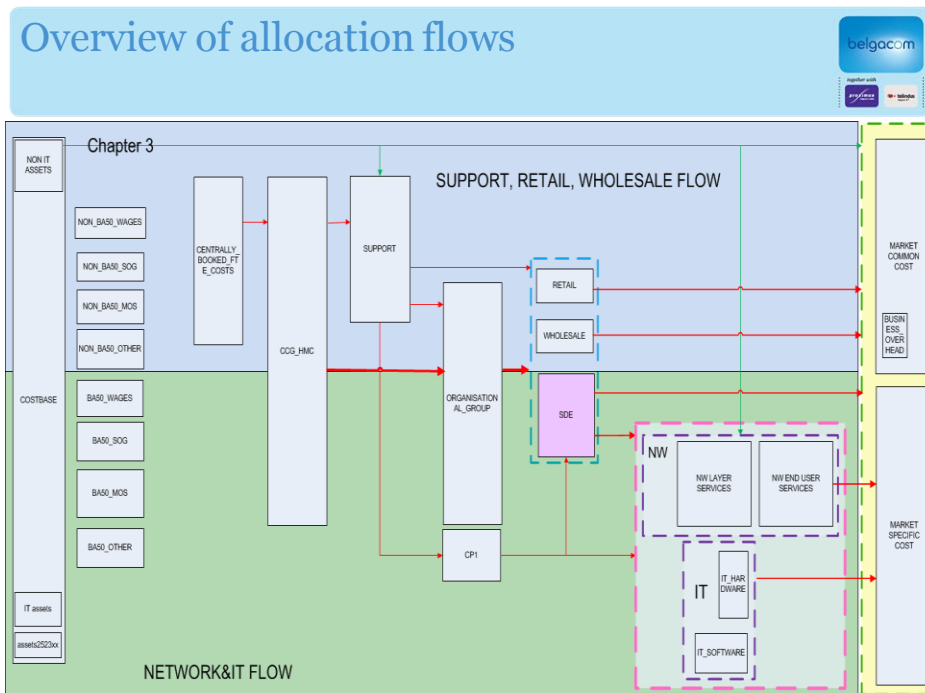 Overview of allocation flows
belgacom
together with
proximus
telindus
Chapter 3
NON IT
ASSETS
SUPPORT, RETAIL, WHOLESALE FLOW
NON_BA50_WAGES
NON_BA50_SOG
NON_BA50_MOS
NON_BA50_OTHER
CENTRALLY_
BOOKED_FT
E_COSTS
CCG_HMC
SUPPORT
RETAIL
WHOLESALE
MARKET
COMMON
COST
BUSIN
ESS_
OVER
HEAD
COSTBASE
BA50_WAGES
BA50_SOG
BA50_MOS
BA50_OTHER
ORGANISATION
AL_GROUP
SDE
CP1
NW
NW LAYER
SERVICES
NW END USER
SERVICES
MARKET
SPECIFIC
COST
IT
IT_HAR
DWARE
IT_SOFTWARE
IT assets
assets2523xx
NETWORK&IT FLOW